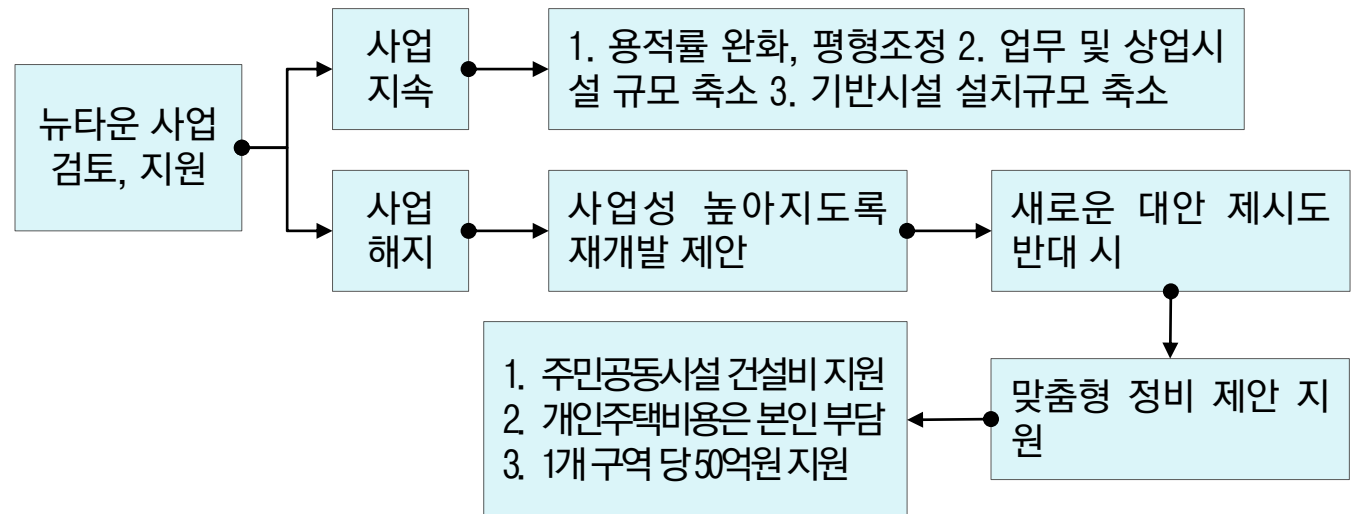 뉴타운 사업
검토, 지원
사업
지속
1. 용적률 완화, 평형조정 2. 업무 및 상업시
설 규모 축소 3. 기반시설 설치규모 축소
사업
해지
사업성 높아지도록
재개발 제안
새로운 대안 제시도
반대 시
맞춤형 정비 제안 지
원
1. 주민공동시설 건설비 지원
2. 개인주택비용은 본인 부담
3. 1개 구역 당 50억원 지원